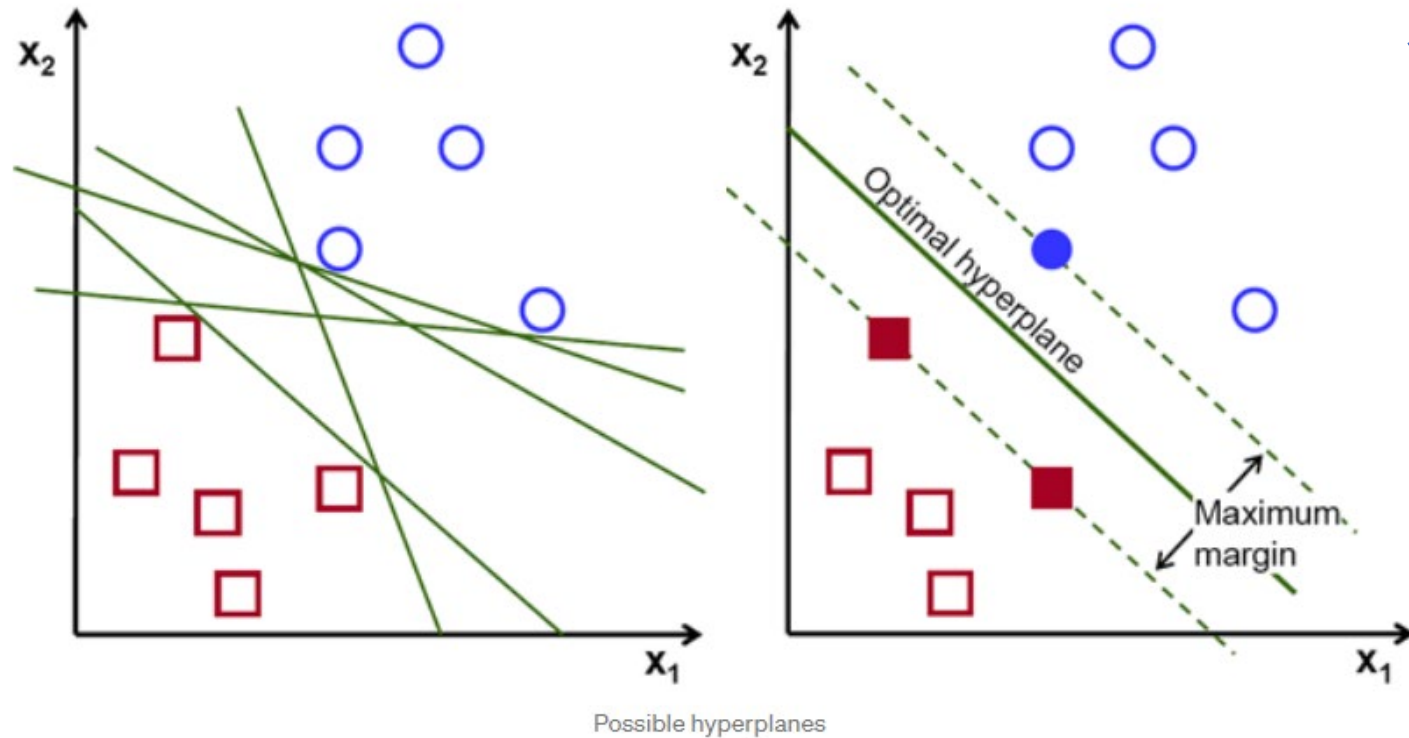 x₂
x₁
x₂
Optimal hyperplane
Maximum
margin
x₁
Possible hyperplanes